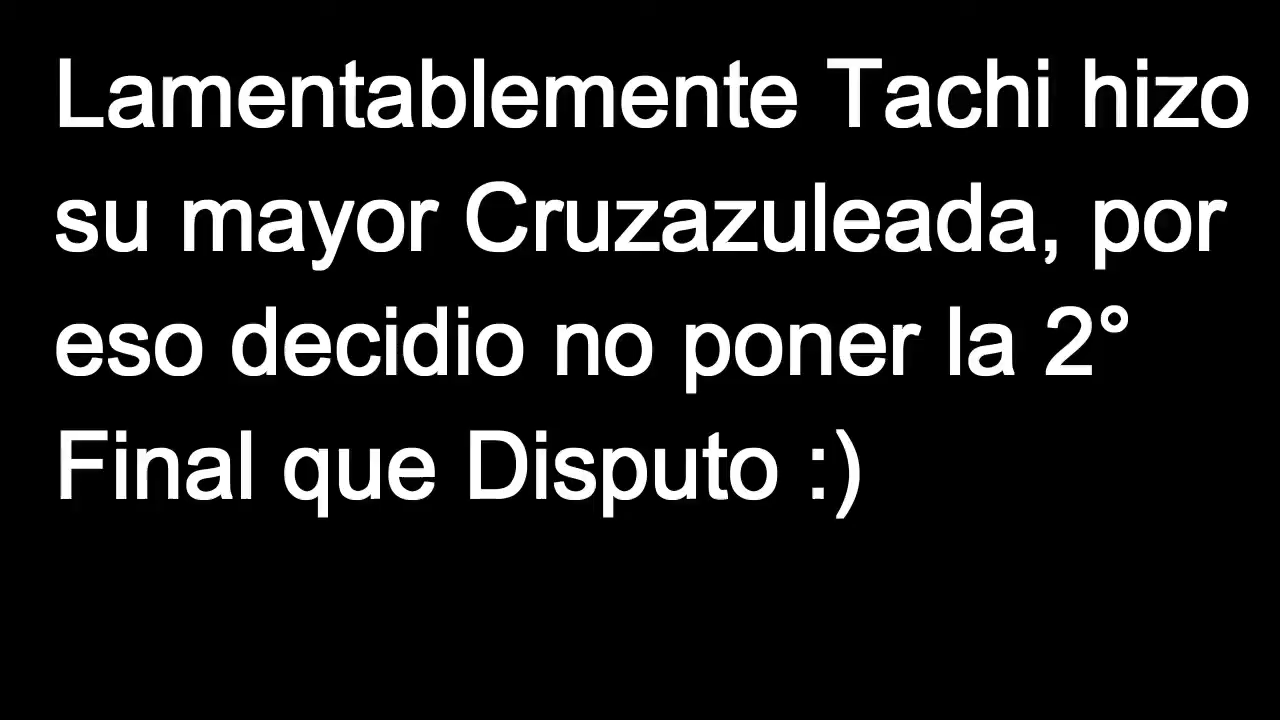 Lamentablemente Tachi hizo
su mayor Cruzazuleada, por
eso decidio no poner la 2°
Final que Disputo :)